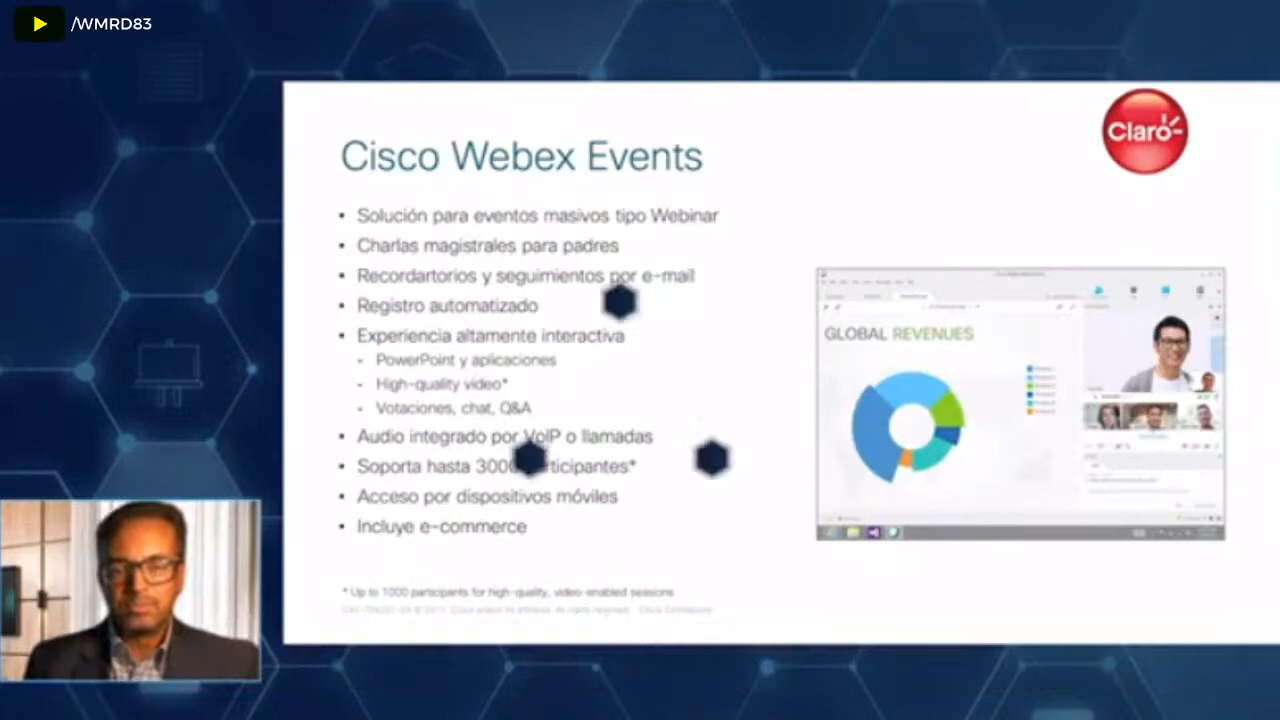 /WMRD83
Claro-
Cisco Webex Events
• Solución para eventos masivos tipo Webinar
• Charlas magistrales para padres
• Recordartorios y seguimientos por e-mail
• Registro automatizado
• Experiencia altamente interactiva
- PowerPoint y aplicaciones
- High-quality video*
- Votaciones, chat, Q&A
• Audio integrado por VoIP o llamadas
• Soporta hasta
• Acceso por dispositivos móviles
• Incluye e-commerce
GLOBAL REVENUES
* Up to 1000 participants for high-quality, video-enabled sessions